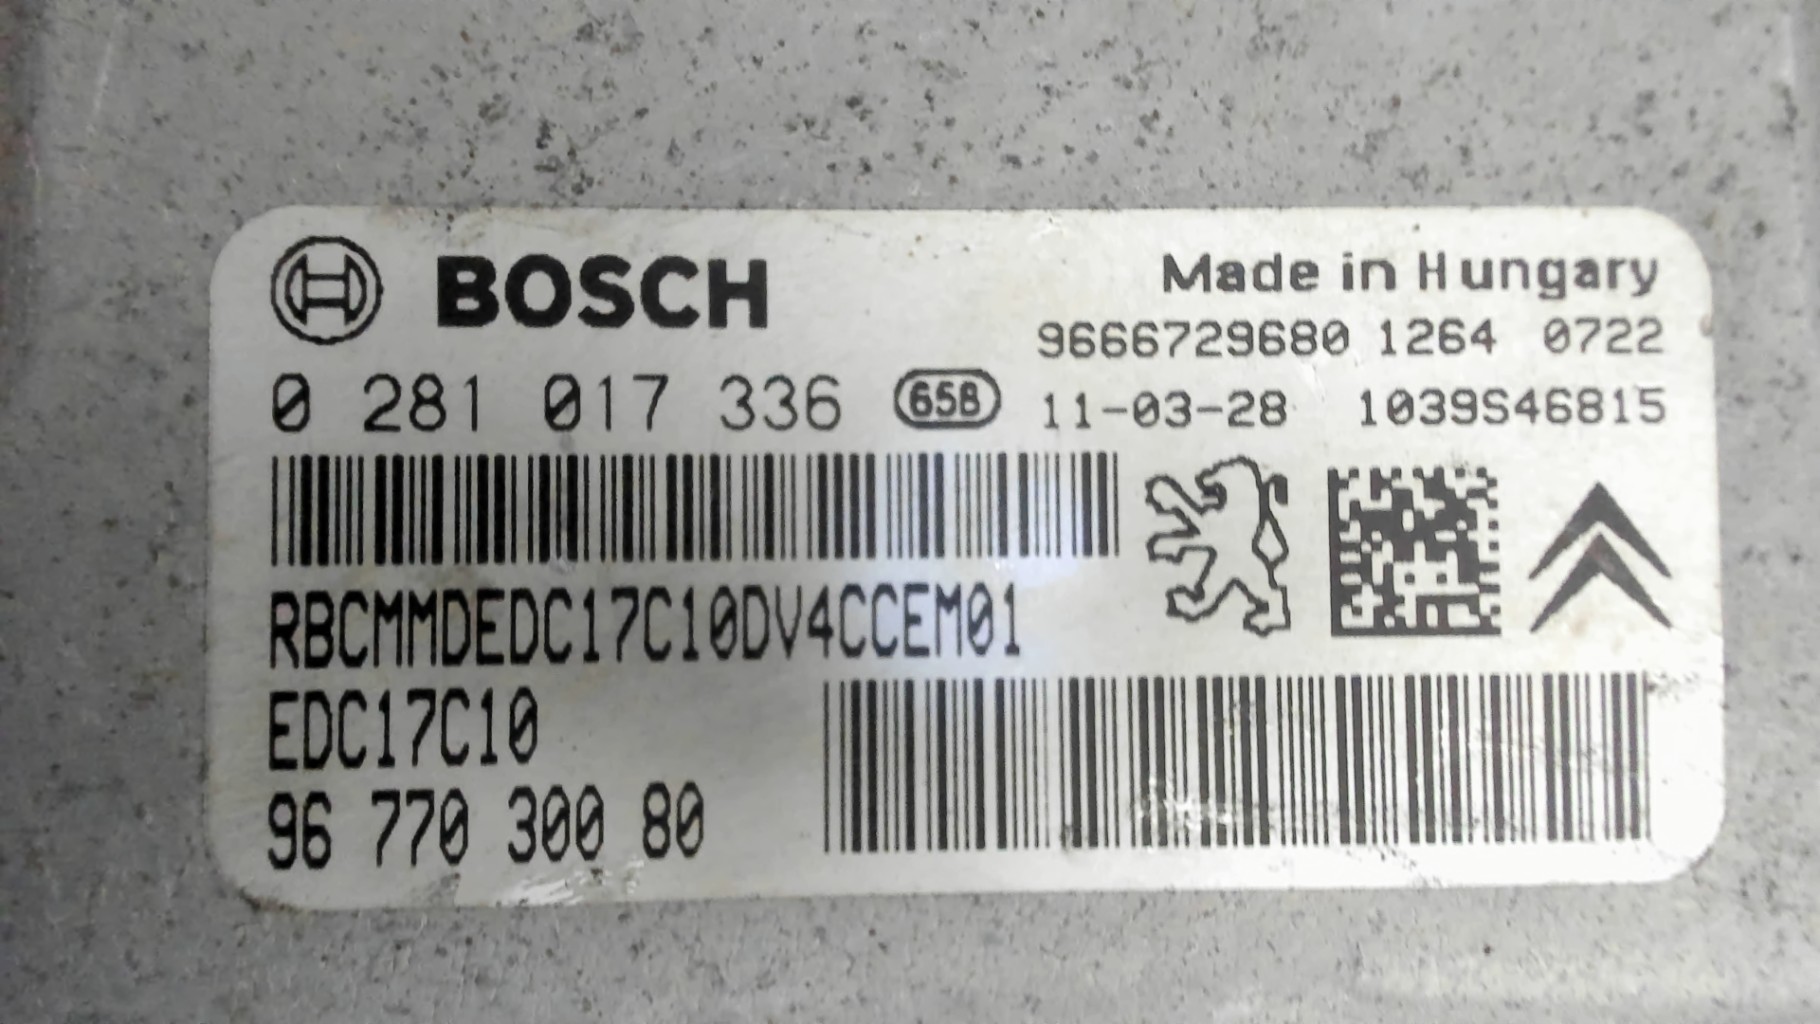 BOSCH
Made in Hungary
9666729680 1264 0722
0 281 017 336 65B 11-03-28 1039S46815
RBCMMDEDC17C10DV4CCEM01
EDC17C10
96 770 300 80